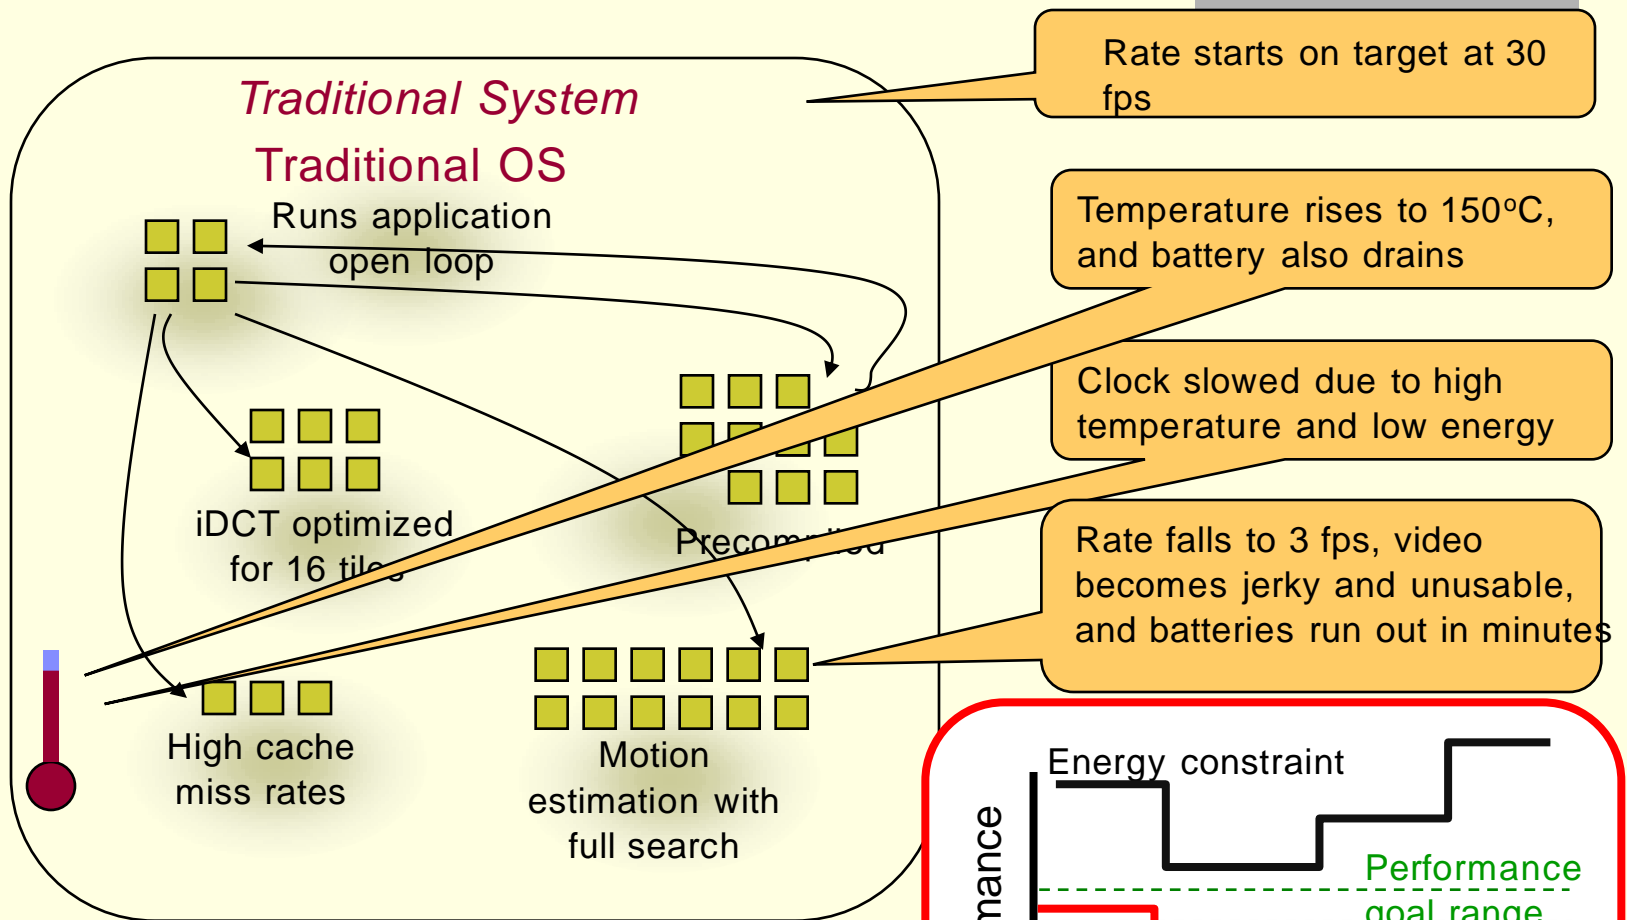 Rate starts on target at 30
fps
Traditional System
Traditional OS
Runs application
open loop
Temperature rises to 150°C,
and battery also drains
Clock slowed due to high
temperature and low energy
iDCT optimized
for 16 tiles
Precompiled
Rate falls to 3 fps, video
becomes jerky and unusable,
and batteries run out in minutes
High cache
miss rates
Motion
estimation with
full search
Energy constraint
Performance
goal range